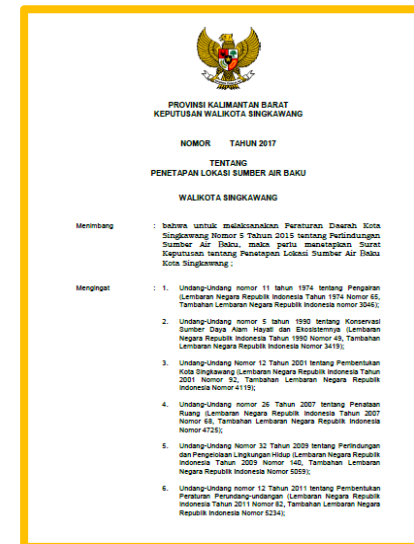 PROVINSI KALIMANTAN BARAT
KEPUTUSAN WALIKOTA SINGKAWANG
NOMOR TAHUN 2017
TENTANG
PENETAPAN LOKASI SUMBER AIR BAKU
WALIKOTA SINGKAWANG
Menimbang : bahwa untuk melaksanakan Peraturan Daerah Kota
Singkawang Nomor 5 Tahun 2015 tentang Perlindungan
Sumber Air Baku, maka perlu menetapkan Surat
Keputusan tentang Penetapan Lokasi Sumber Air Baku
Kota Singkawang ;
Mengingat : 1. Undang-Undang nomor 11 tahun 1974 tentang Pengairan
(Lembaran Negara Republik Indonesia Tahun 1974 Nomor 65,
Tambahan Lembaran Negara Republik Indonesia nomor 3046);
2. Undang-Undang nomor 5 tahun 1990 tentang Konservasi
Sumber Daya Alam Hayati dan Ekosistemnya (Lembaran
Negara Republik Indonesia Tahun 1990 Nomor 49, Tambahan
Lembaran Negara Republik Indonesia Nomor 3419);
3. Undang-Undang Nomor 12 Tahun 2001 tentang Pembentukan
Kota Singkawang (Lembaran Negara Republik Indonesia Tahun
2001 Nomor 92, Tambahan Lembaran Negara Republik
Indonesia Nomor 4119);
4. Undang-Undang nomor 26 Tahun 2007 tentang Penataan
Ruang (Lembaran Negara Republik Indonesia Tahun 2007
Nomor 68, Tambahan Lembaran Negara Republik Indonesia
Nomor 4725);
5. Undang-Undang Nomor 32 Tahun 2009 tentang Perlindungan
dan Pengelolaan Lingkungan Hidup (Lembaran Negara Republik
Indonesia Tahun 2009 Nomor 140, Tambahan Lembaran
Negara Republik Indonesia Nomor 5059);
6. Undang-Undang nomor 12 Tahun 2011 tentang Pembentukan
Peraturan Perundang-undangan (Lembaran Negara Republik
Indonesia Tahun 2011 Nomor 82, Tambahan Lembaran Negara
Republik Indonesia Nomor 5234);